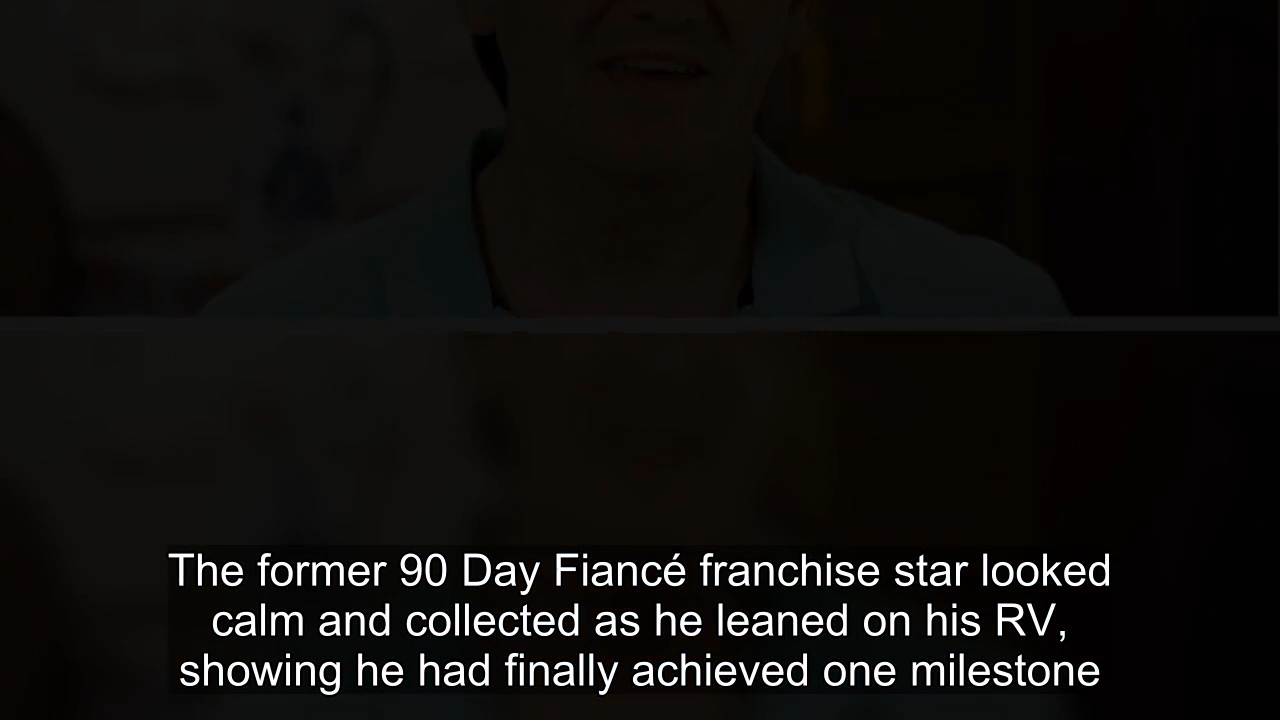 The former 90 Day Fiancé franchise star looked
calm and collected as he leaned on his RV,
showing he had finally achieved one milestone